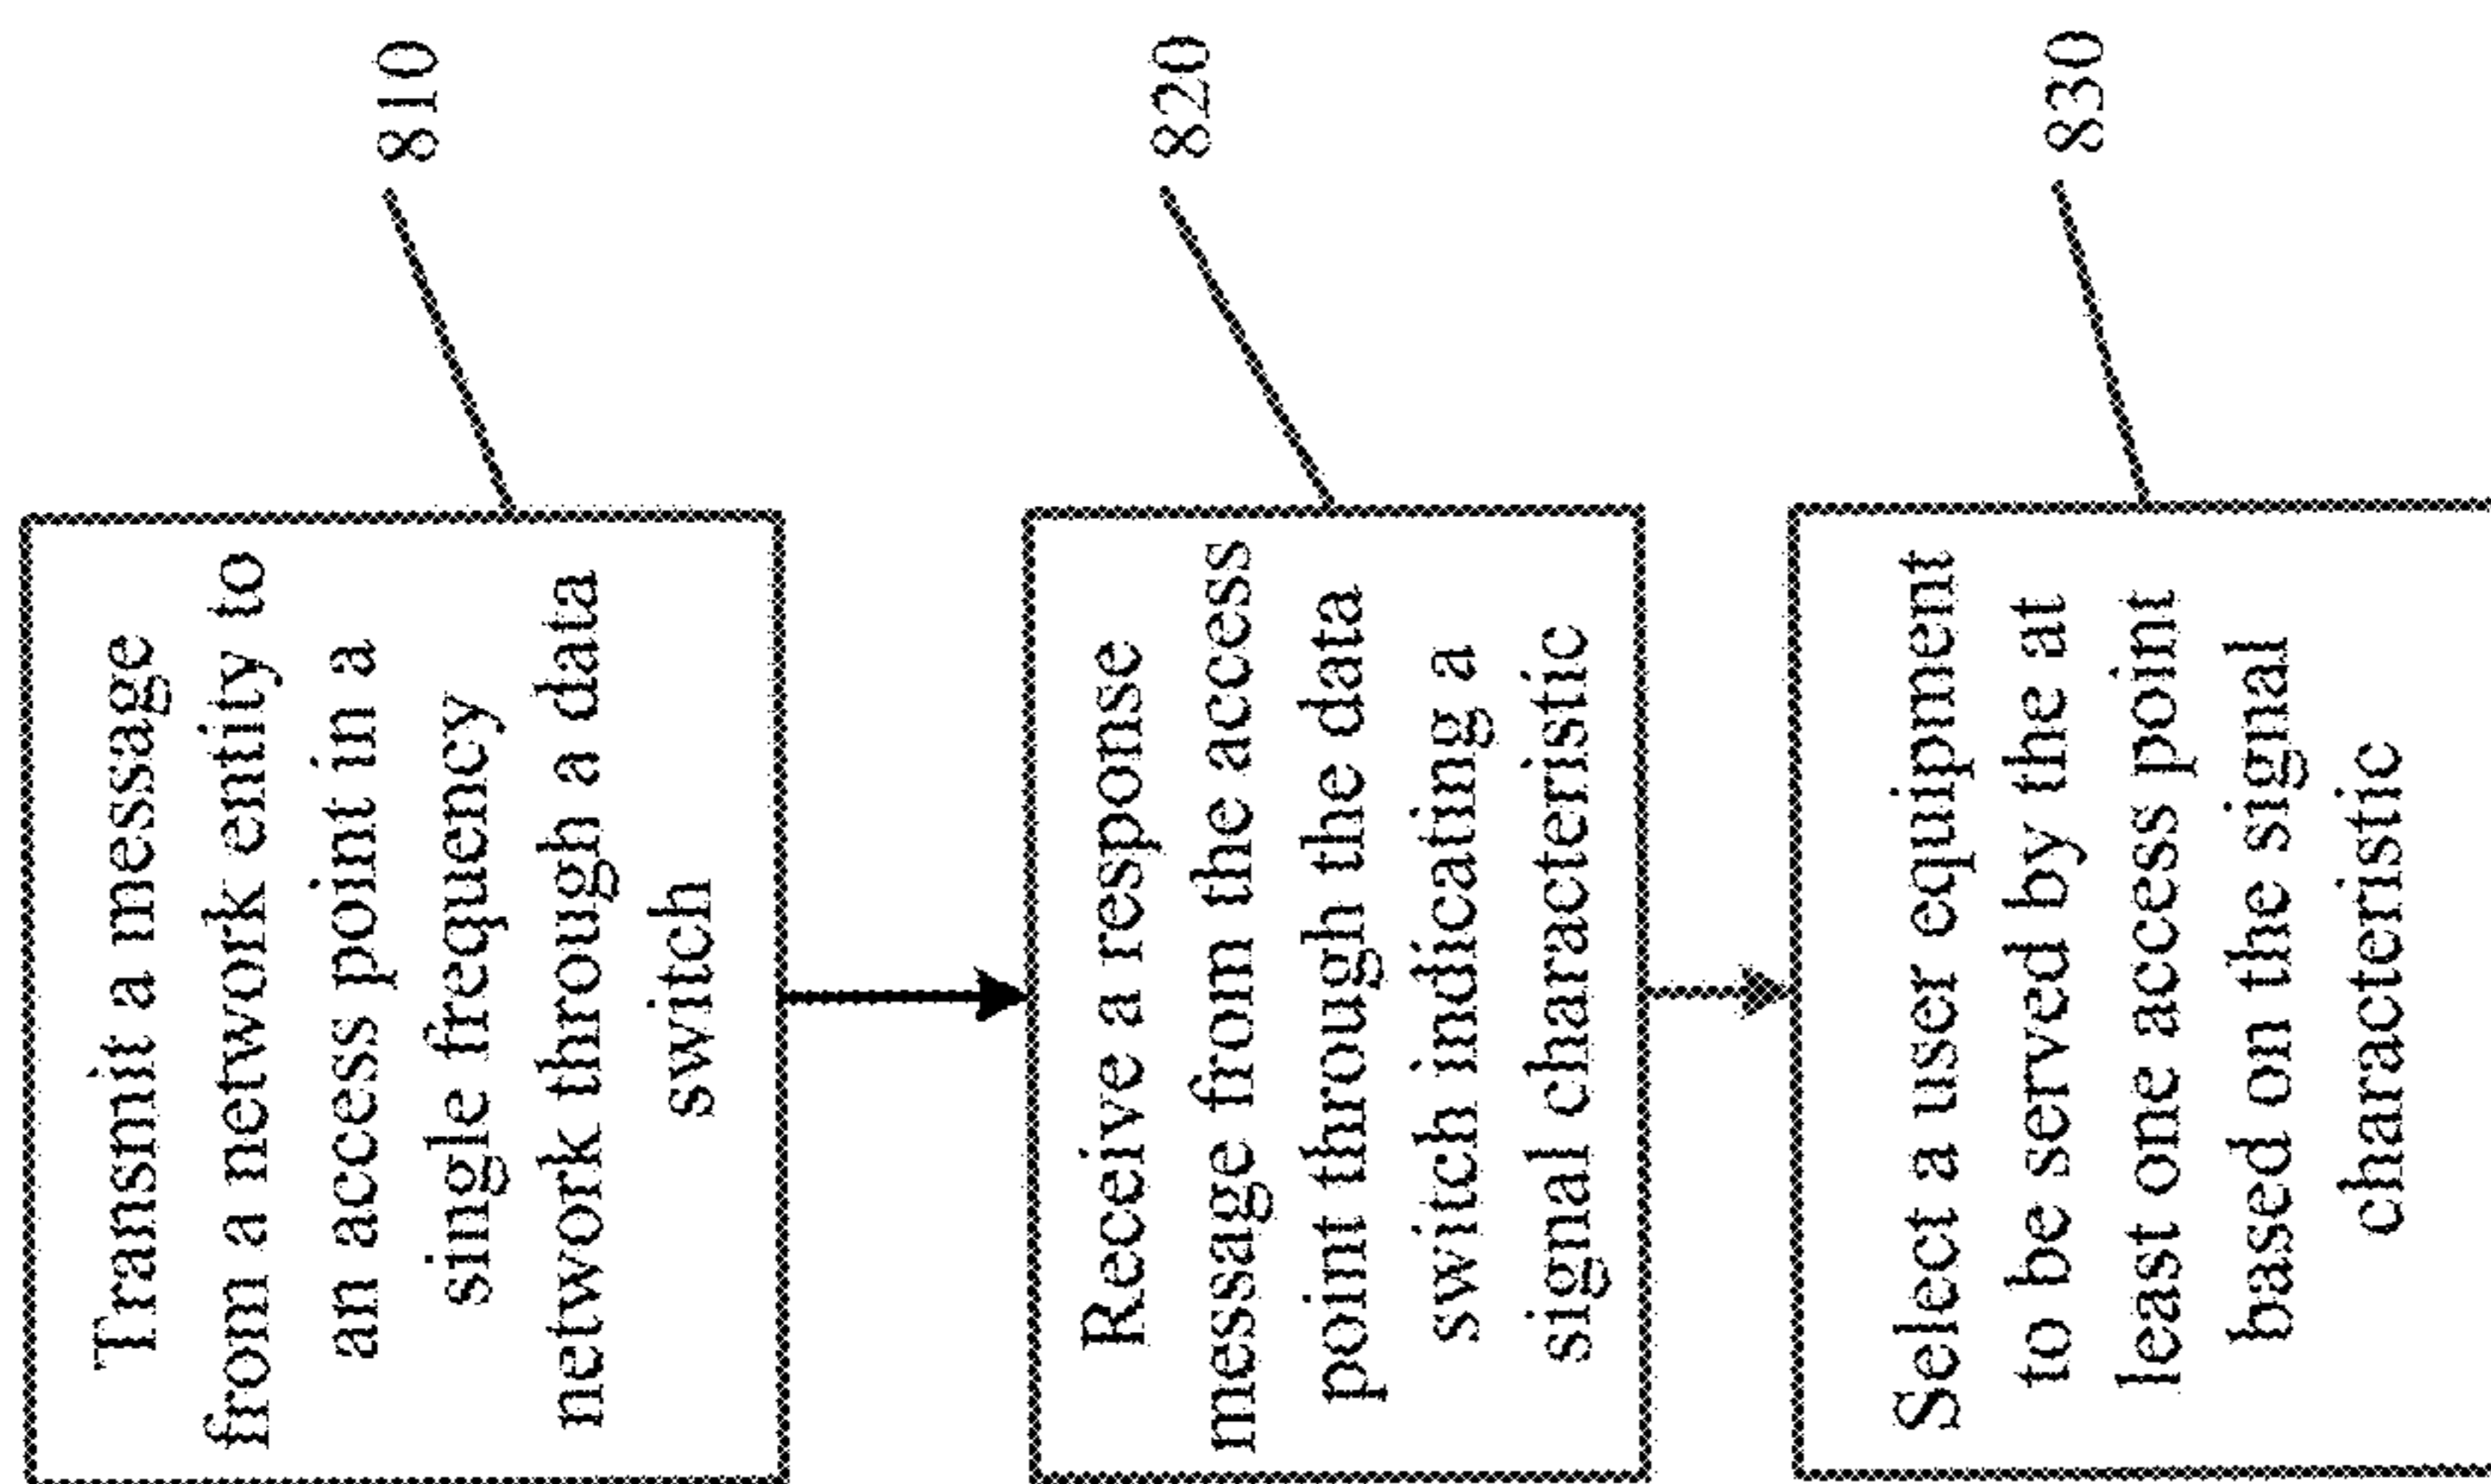 Transmit a message
from a network entity to
an access point in a
single frequency
network through a data
switch
810
Receive a response
message from the access
point through the data
switch indicating a
signal characteristic
820
Select a user equipment
to be served by the at
least one access point
based on the signal
characteristic
830